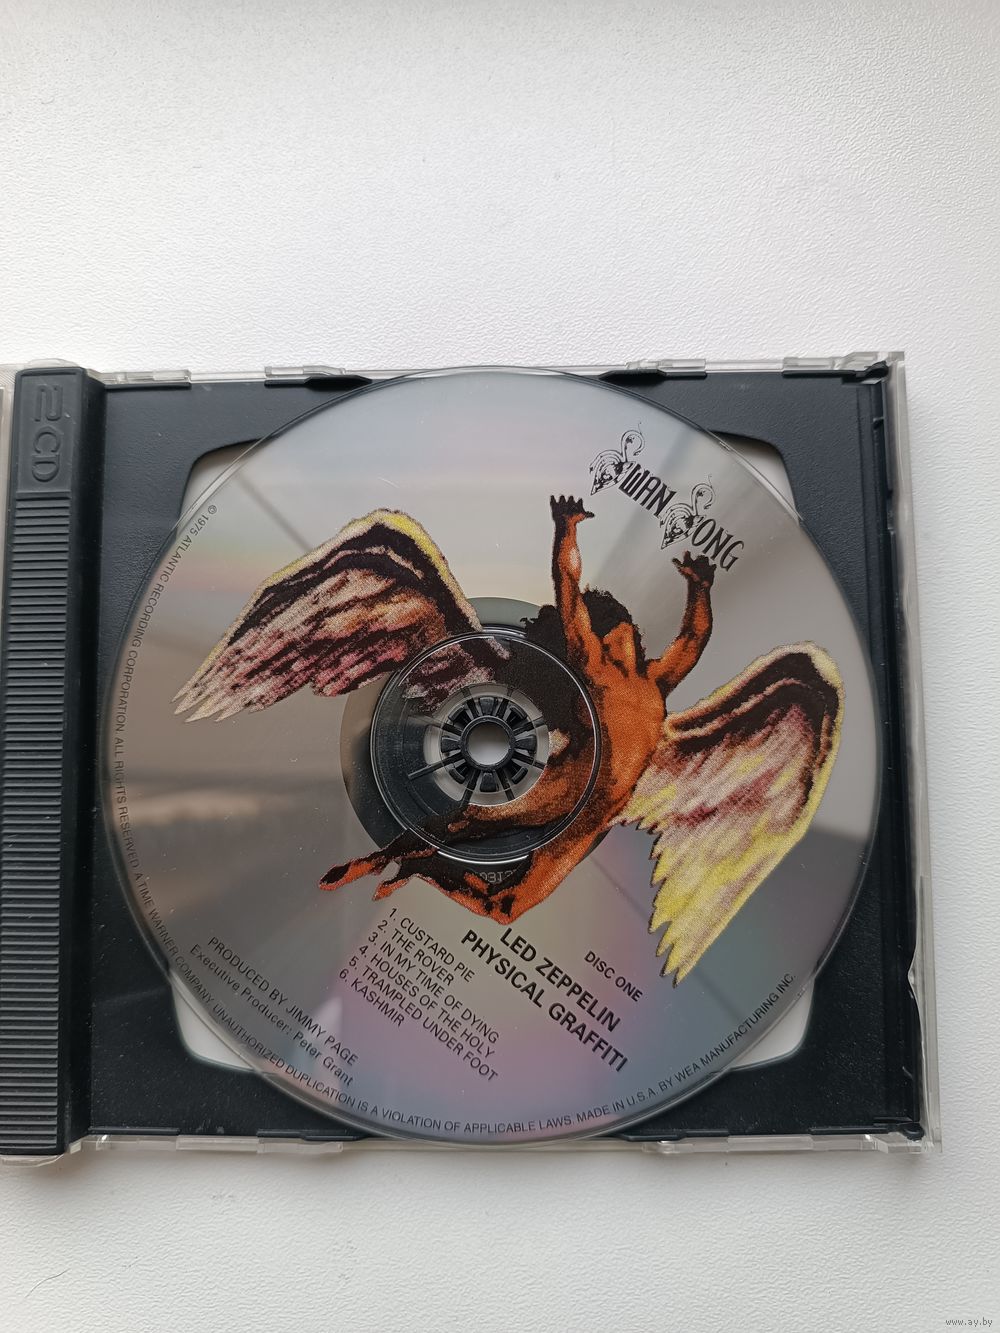 2 CD
SWAN SONG
DISC ONE
LED ZEPPELIN
PHYSICAL GRAFFITI
1. CUSTARD PIE
2. THE ROVER
3. IN MY TIME OF DYING
4. HOUSES OF THE HOLY
5. TRAMPLED UNDER FOOT
6. KASHMIR
PRODUCED BY JIMMY PAGE
Executive Producer: Peter Grant
© 1975 ATLANTIC RECORDING CORPORATION. ALL RIGHTS RESERVED. A TIME WARNER COMPANY. UNAUTHORIZED DUPLICATION IS A VIOLATION OF APPLICABLE LAWS. MADE IN U.S.A. BY WEA MANUFACTURING INC.
www.ay.by